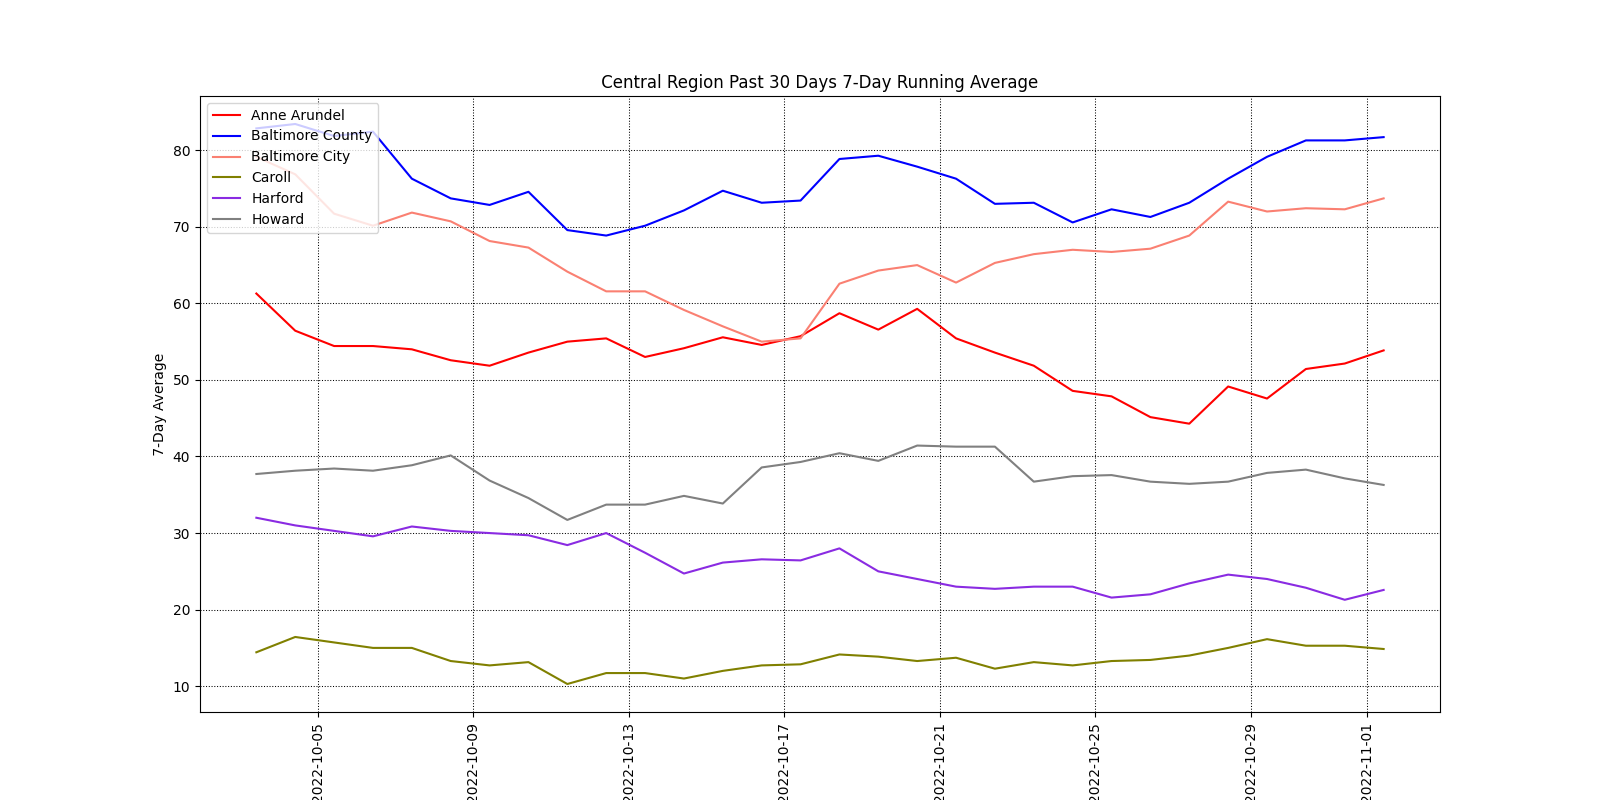 Central Region Past 30 Days 7-Day Running Average
Anne Arundel
Baltimore County
Baltimore City
Caroll
Harford
Howard
7-Day Average
80
70
60
50
40
30
20
10
2022-10-05
2022-10-09
2022-10-13
2022-10-17
2022-10-21
2022-10-25
2022-10-29
2022-11-01